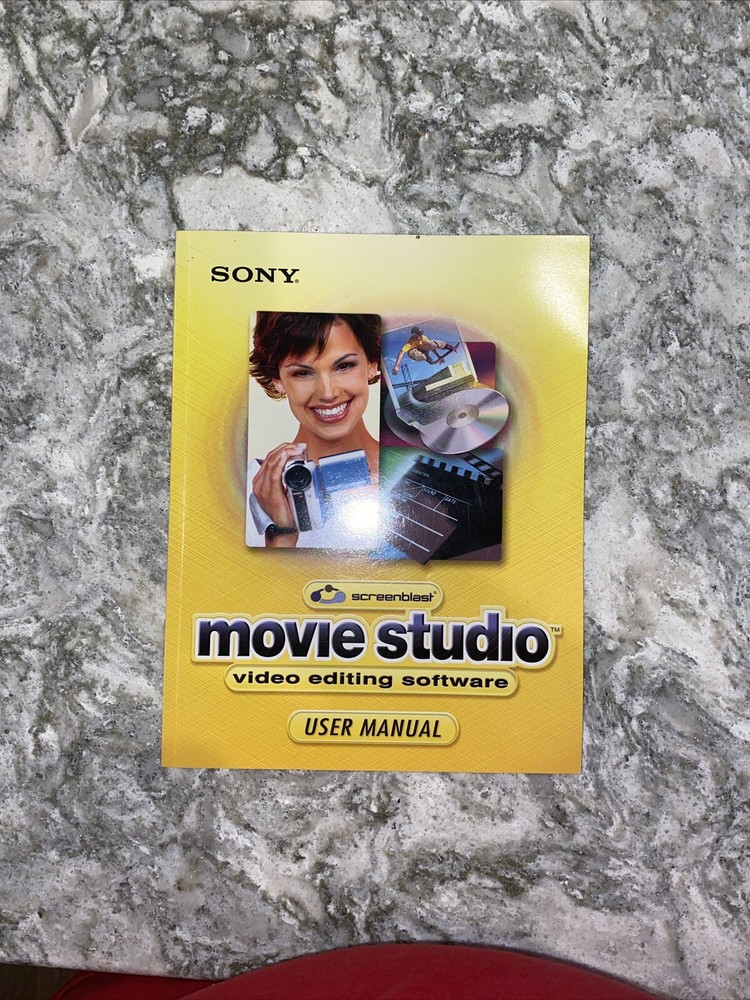 SONY®
screenblast®
movie studio™
video editing software
USER MANUAL